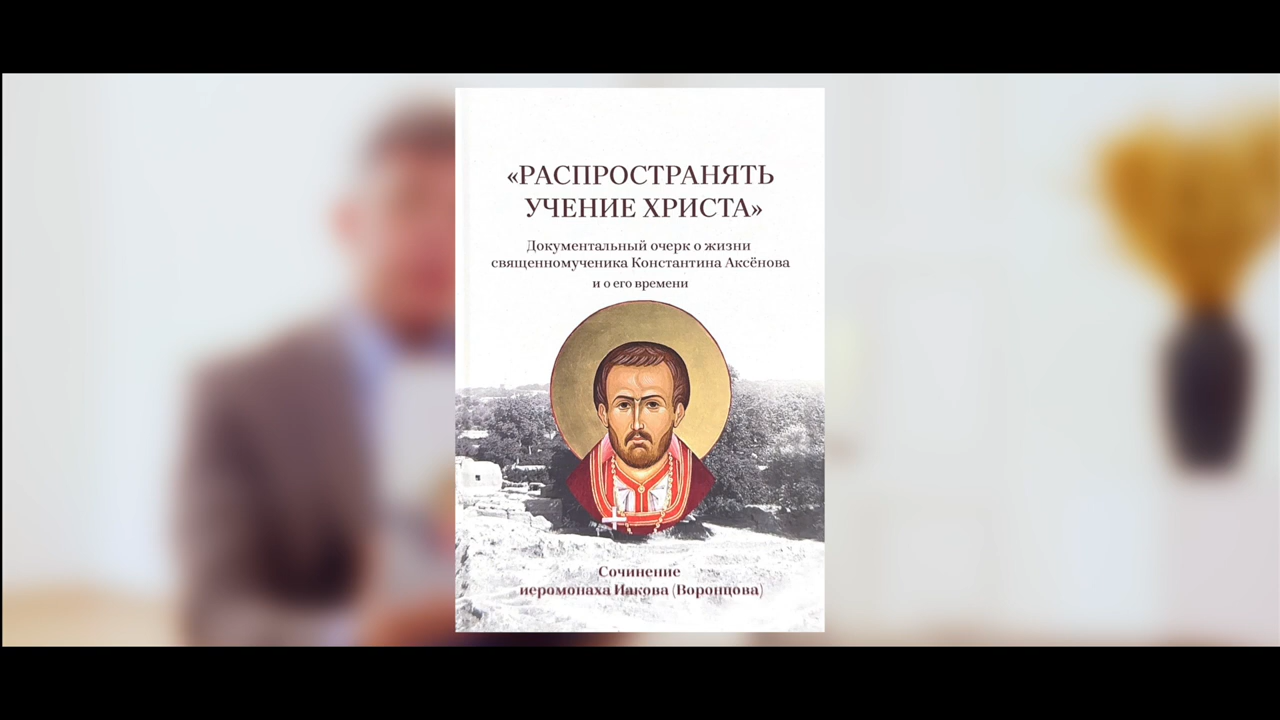 «РАСПРОСТРАНЯТЬ
УЧЕНИЕ ХРИСТА»
Документальный очерк о жизни
священномученика Константина Аксёнова
и о его времени
Сочинение
иеромонаха Иакова (Воронцова)